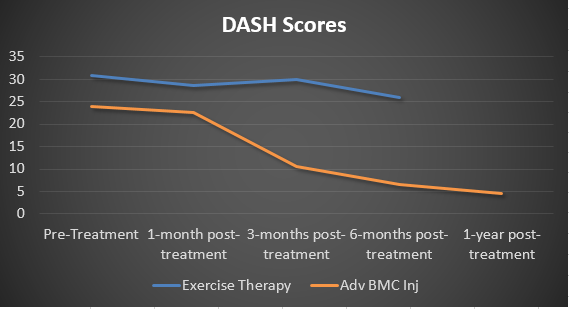 DASH Scores
35
30
25
20
15
10
5
0
Pre-Treatment 1-month post- 3-months post- 6-months post- 1-year post-
treatment treatment treatment treatment
Exercise Therapy Adv BMC Inj